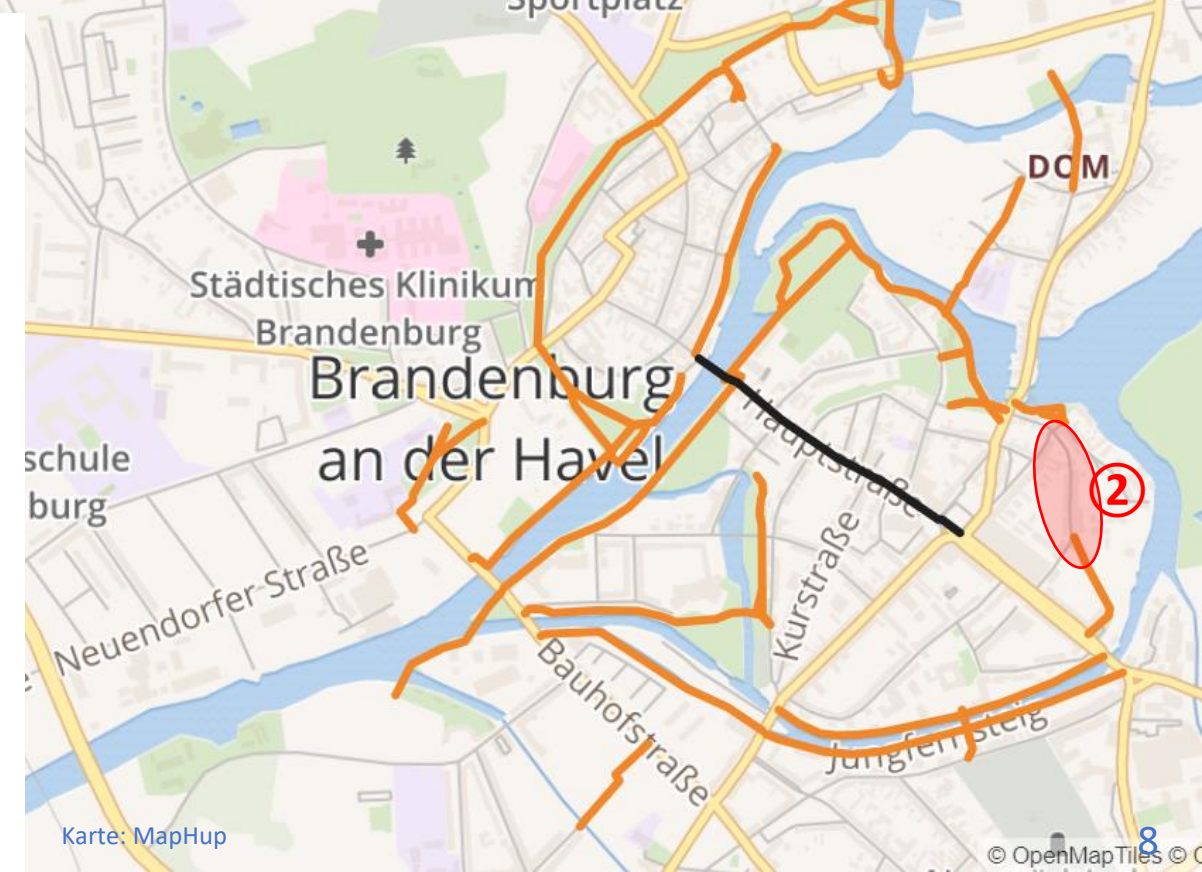 Sportplatz
DOM
Städtisches Klinikum
Brandenburg
Brandenburg
an der Havel
Hauptstraße
schule
burg
2
Kurstraße
Neuendorfer Straße
Bauhofstraße
Jungfernsteig
Karte: MapHup
8
© OpenMapTiles ©